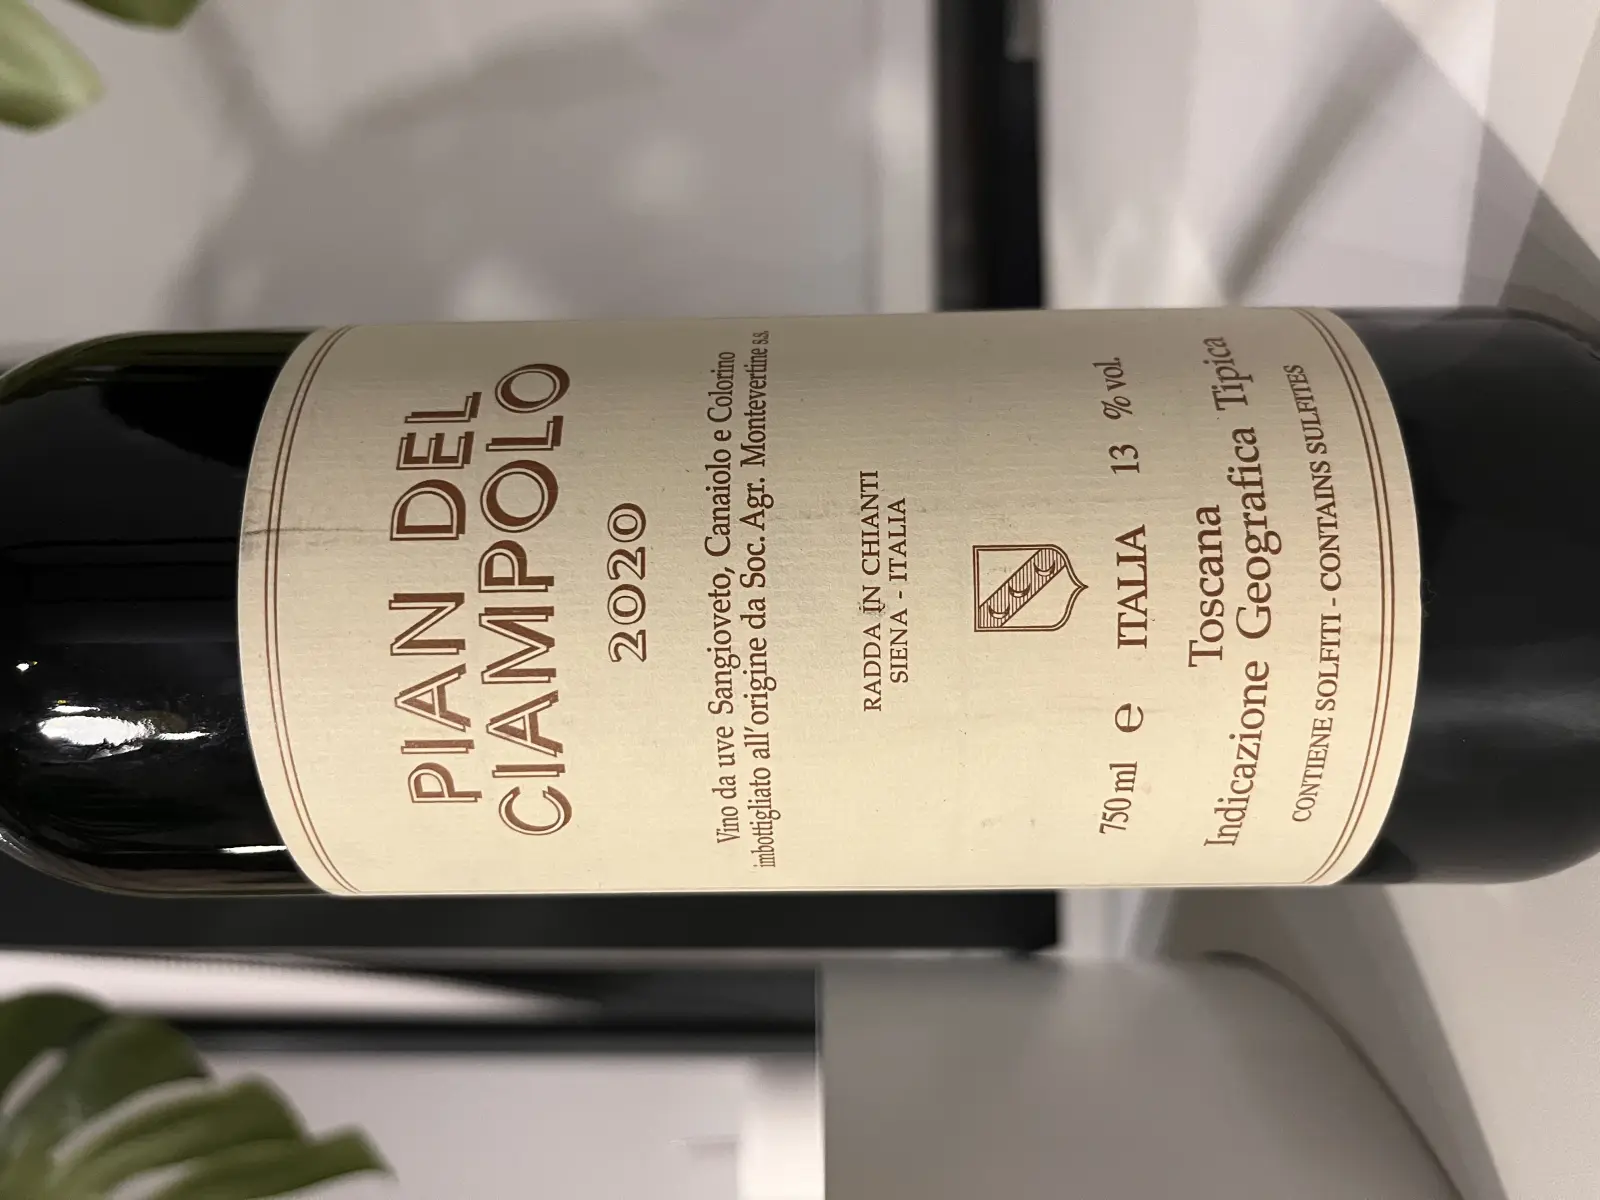 PIAN DEL
CIAMPOLO
2020
Vino da uve Sangioveto, Canaiolo e Colorino
imbottigliato all'origine da Soc. Agr. Montevertine s.s.
RADDA IN CHIANTI
SIENA - ITALIA
750 ml e ITALIA 13 % vol.
Toscana
Indicazione Geografica Tipica
CONTIENE SOLFITI - CONTAINS SULFITES